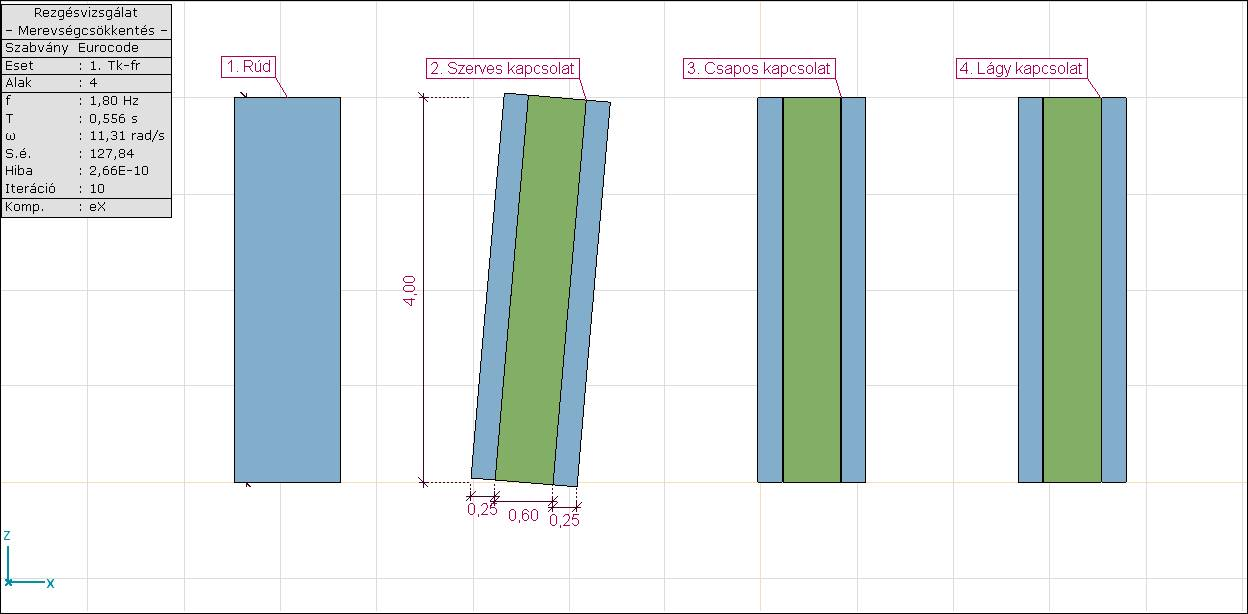 Rezgésvizsgálat
- Merevségcsökkentés -
Szabvány Eurocode
Eset : 1. Tk-fr
Alak : 4
f : 1,80 Hz
T : 0,556 s
ω : 11,31 rad/s
S.é. : 127,84
Hiba : 2,66E-10
Iteráció : 10
Komp. : eX
1. Rúd
2. Szerves kapcsolat
3. Csapos kapcsolat
4. Lágy kapcsolat
4,00
0,25
0,60
0,25
Z
X